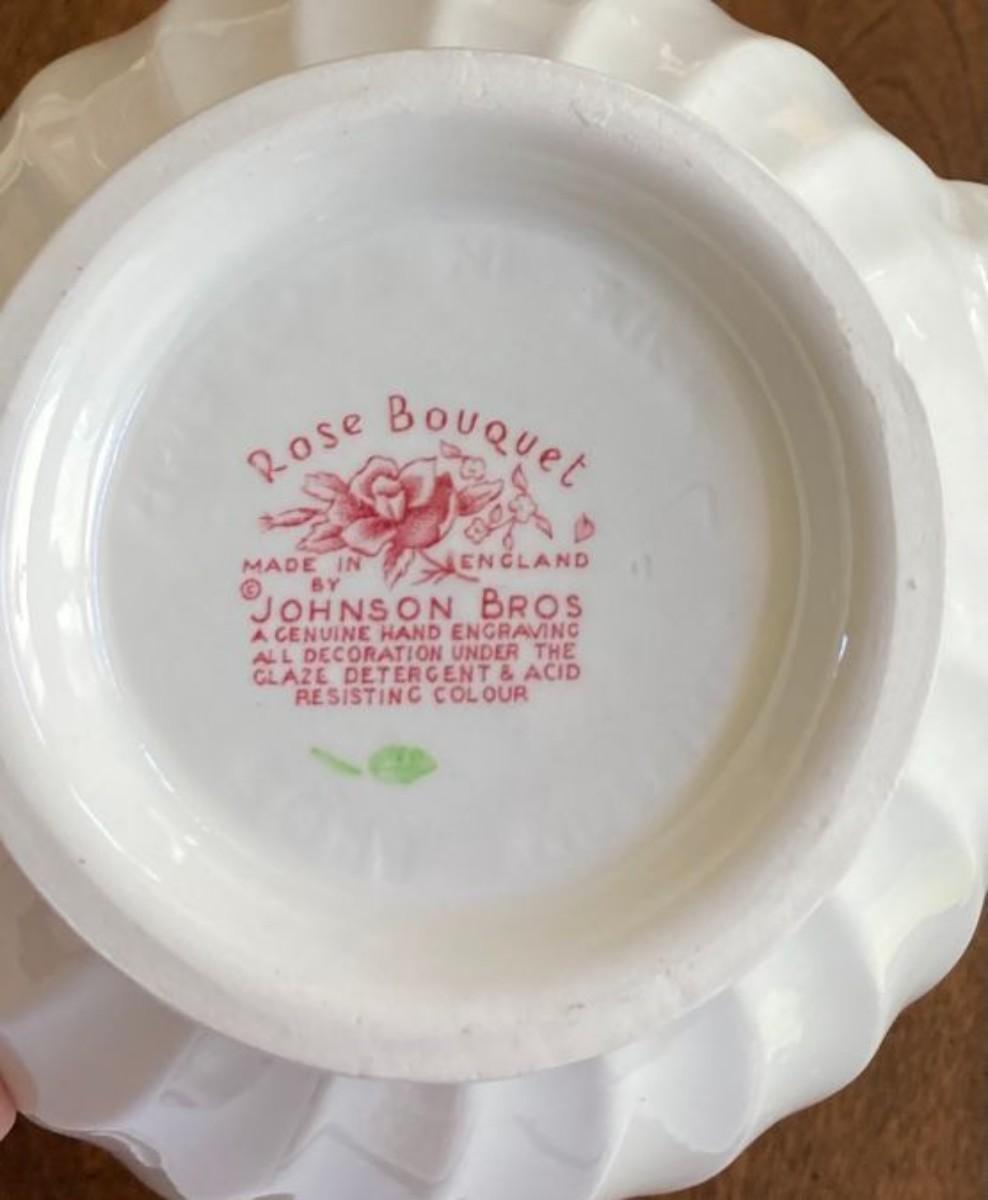 Rose Bouquet
MADE IN ENGLAND
© BY
JOHNSON BROS
A GENUINE HAND ENGRAVING
ALL DECORATION UNDER THE
GLAZE DETERGENT & ACID
RESISTING COLOUR